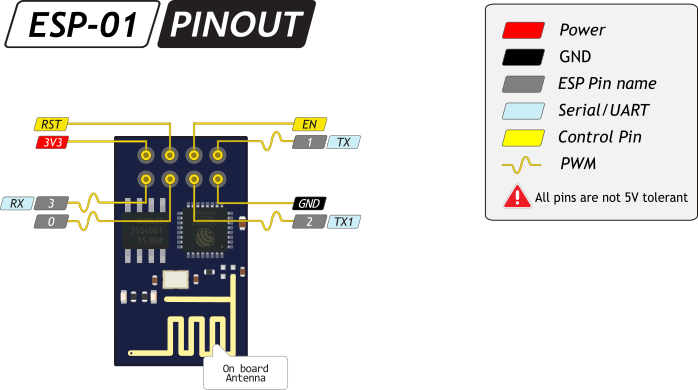 ESP-01 PINOUT
Power
GND
ESP Pin name
Serial/UART
Control Pin
PWM
All pins are not 5V tolerant
RST
EN
3V3
1 TX
RX 3
GND
0
2 TX1
25Q40BT
On board
Antenna